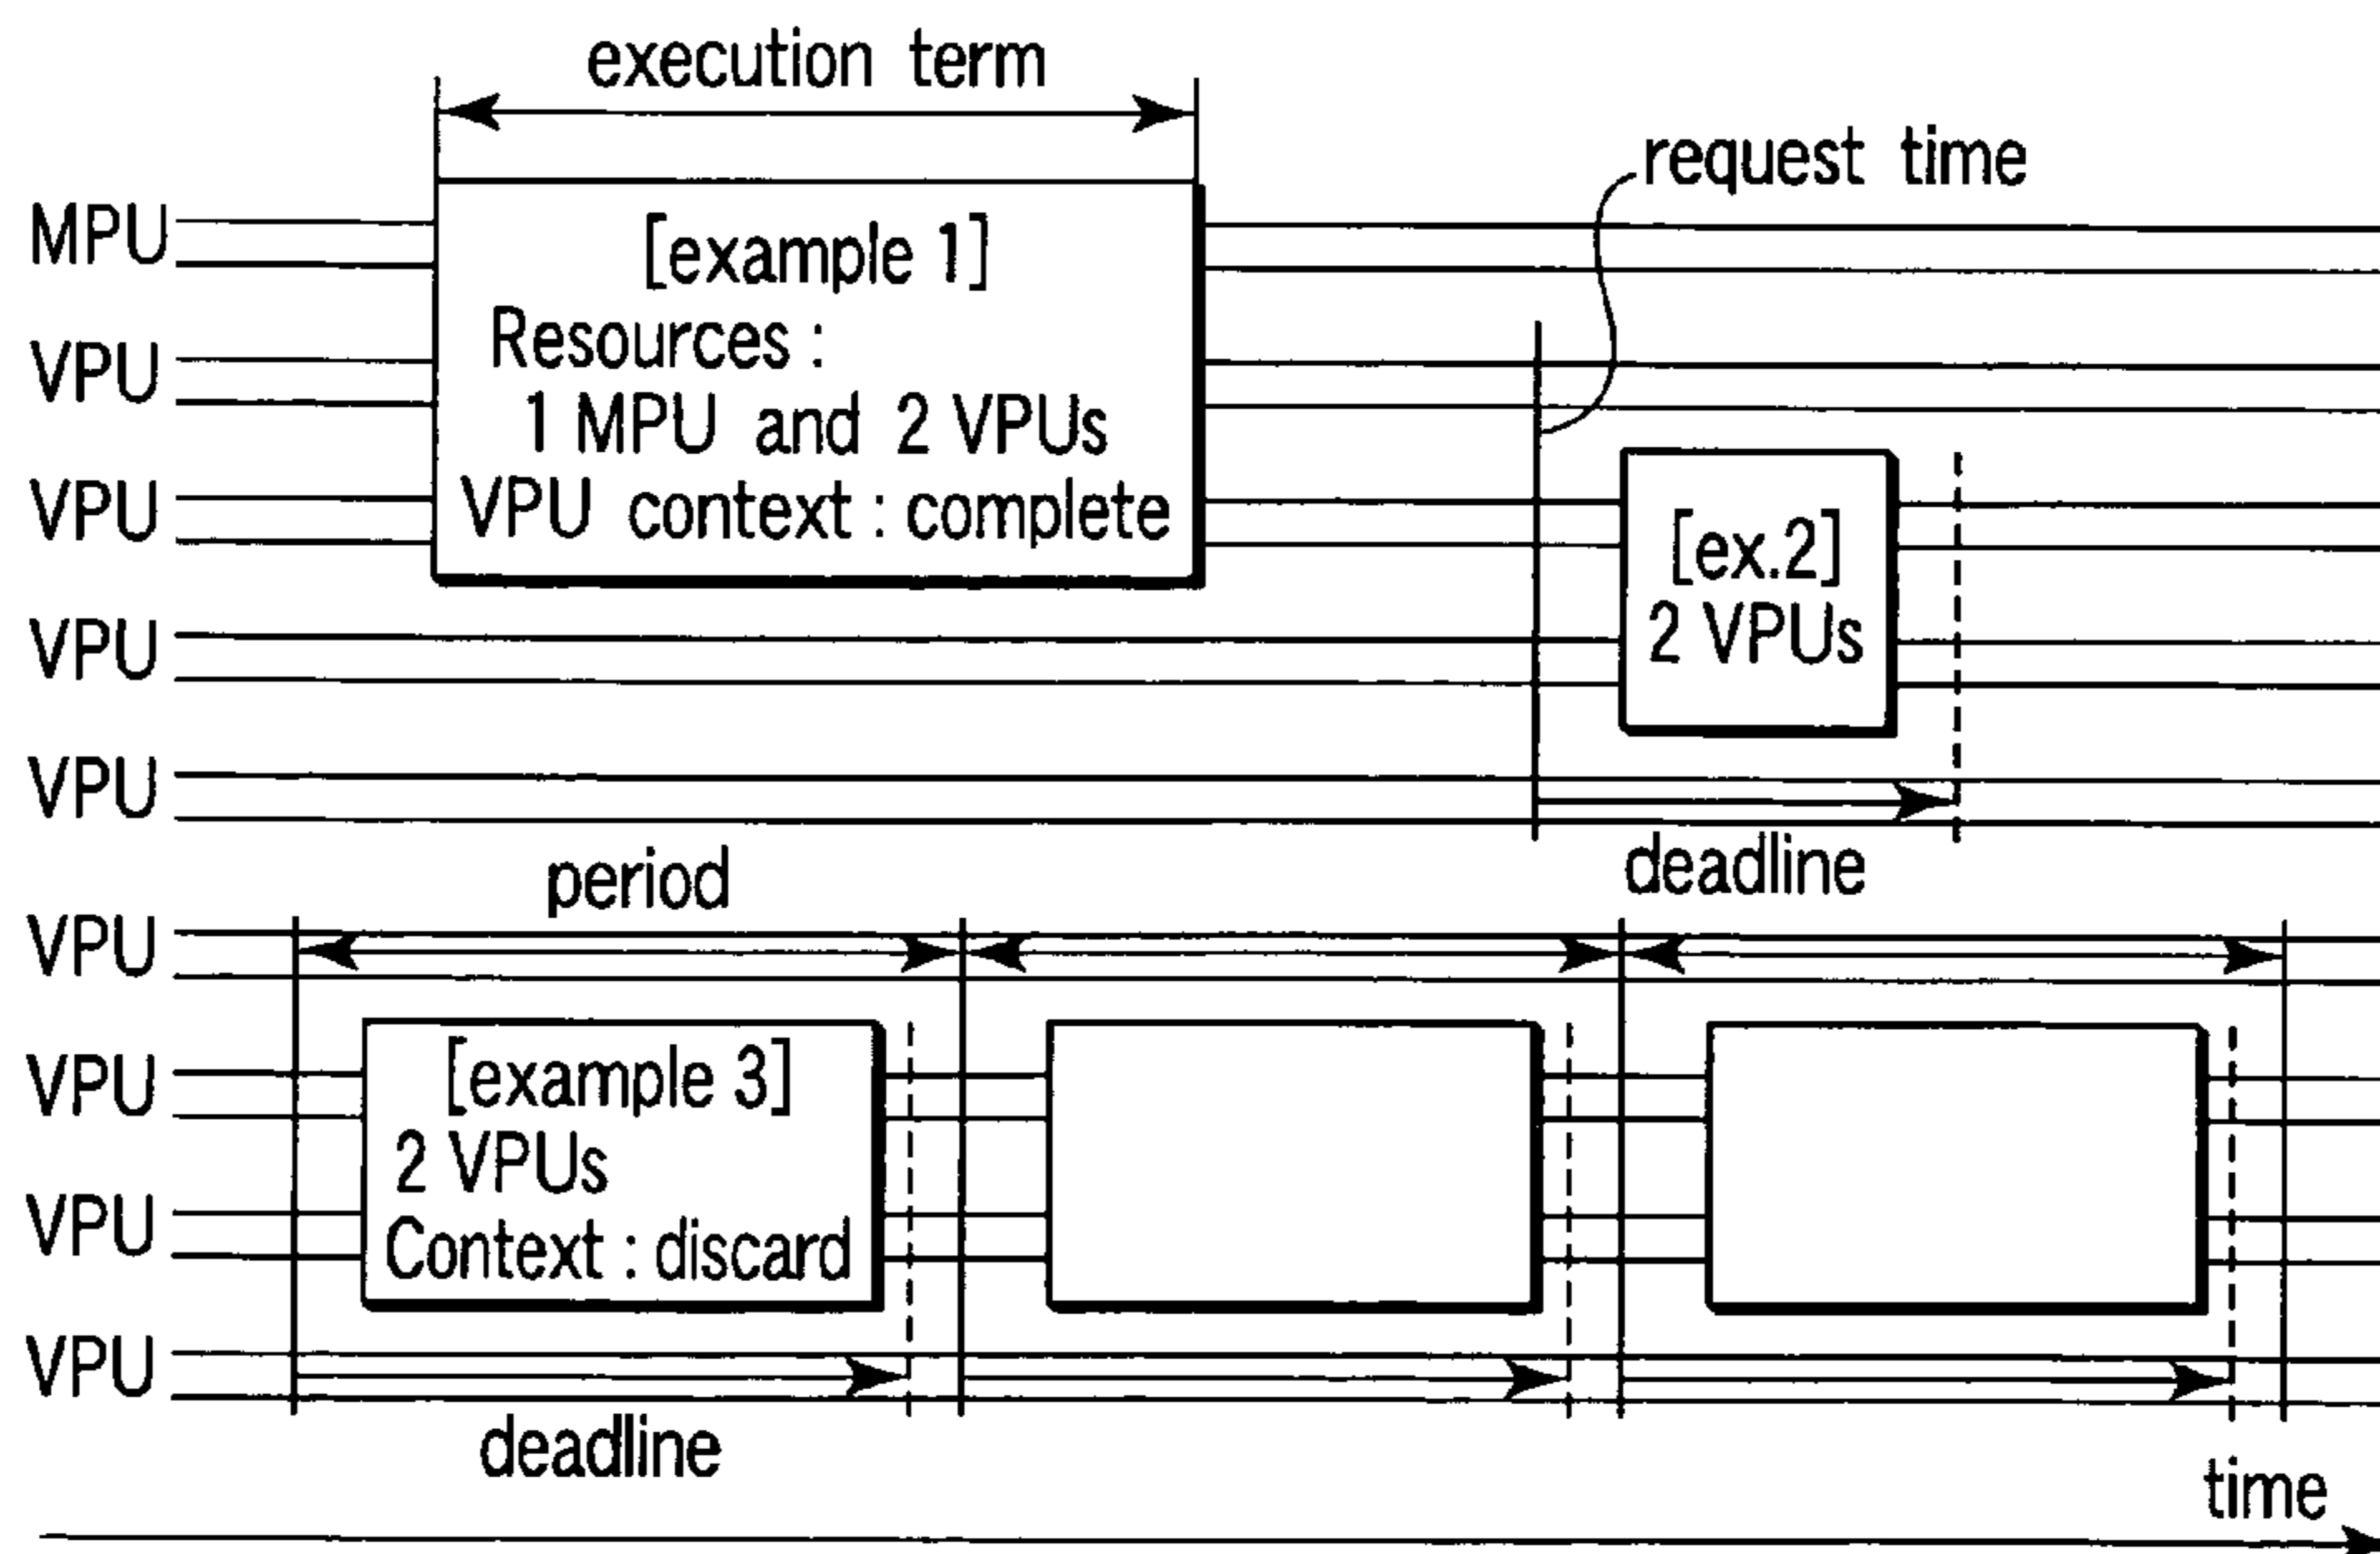 execution term
request time
MPU
[example 1]
Resources :
1 MPU and 2 VPUs
VPU context : complete
VPU
VPU
[ex.2]
2 VPUs
VPU
VPU
deadline
period
VPU
[example 3]
2 VPUs
Context : discard
VPU
VPU
VPU
deadline
time